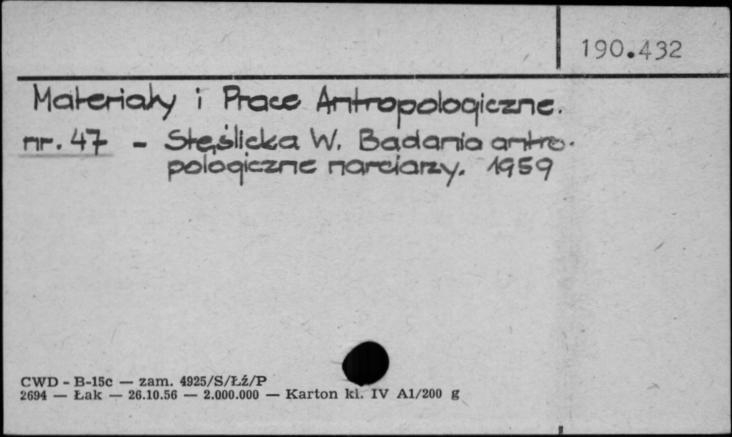 190.432
Materiały i Prace Antropologiczne.
nr. 47 - Stęślicka W. Badania antro-
pologiczne narciarzy. 1959
CWD - B-15c — zam. 4925/S/Łź/P
2694 — Łak — 26.10.56 — 2.000.000 — Karton kl. IV A1/200 g